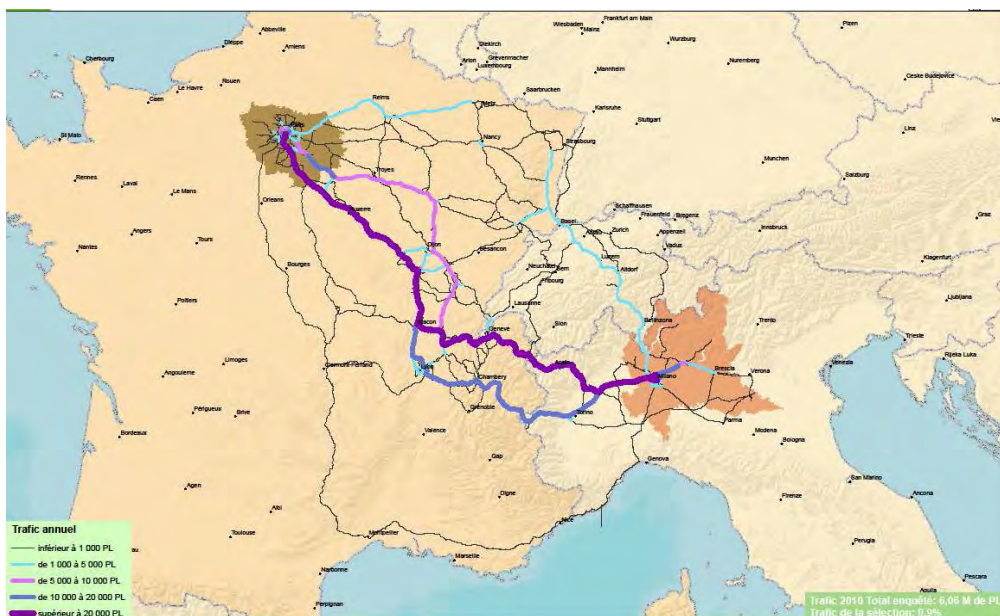 Frankfurt am Main
Wiesbaden
Mainz
Plzen
Abbeville
Wurzburg
Cherbourg
Dieppe
Amiens
Diekirch
Grevenmacher
Arlon
Luxembourg
Nuremberg
Mannheim
Ceske Budejovice
Rouen
Le Havre
Saarbrucken
Caen
Reims
Metz
Karlsruhe
Linz
St Malo
Nancy
Strasbourg
Stuttgart
Munchen
Troyes
Rennes
Laval
Le Mans
Salzburg
Orleans
Schaffhausen
Frauenfeld
Bregenz
Graz
Angers
Basel
Zurich
Appenzell
Innsbruck
Nantes
Tours
Dijon
Besancon
Vaduz
Luzern
Klagenfurt
Bourges
Neuchatel
Bern
Altdorf
Fribourg
Poitiers
Lausanne
Ljubljana
Macon
Geneve
Sion
Bellinzona
Trento
Trieste
Limoges
Clermont-Ferrand
Rijeka Luka
Angouleme
Chambery
Milano
Brescia
Verona
Venezia
Grenoble
Torino
Perigueux
Brive
Parma
Valence
Modena
Bordeaux
Bologna
Gap
Genova
San Marino
Agen
Digne
Firenze
Ancona
Albi
Nice
Toulouse
Montpellier
Perugia
Marseille
Narbonne
Pescara
Perpignan
Aquila
Trafic annuel
inférieur à 1 000 PL
de 1 000 à 5 000 PL
de 5 000 à 10 000 PL
de 10 000 à 20 000 PL
supérieur à 20 000 PL
Trafic 2010 Total enquêté: 6,06 M de PL
Trafic de la sélection: 0,9%